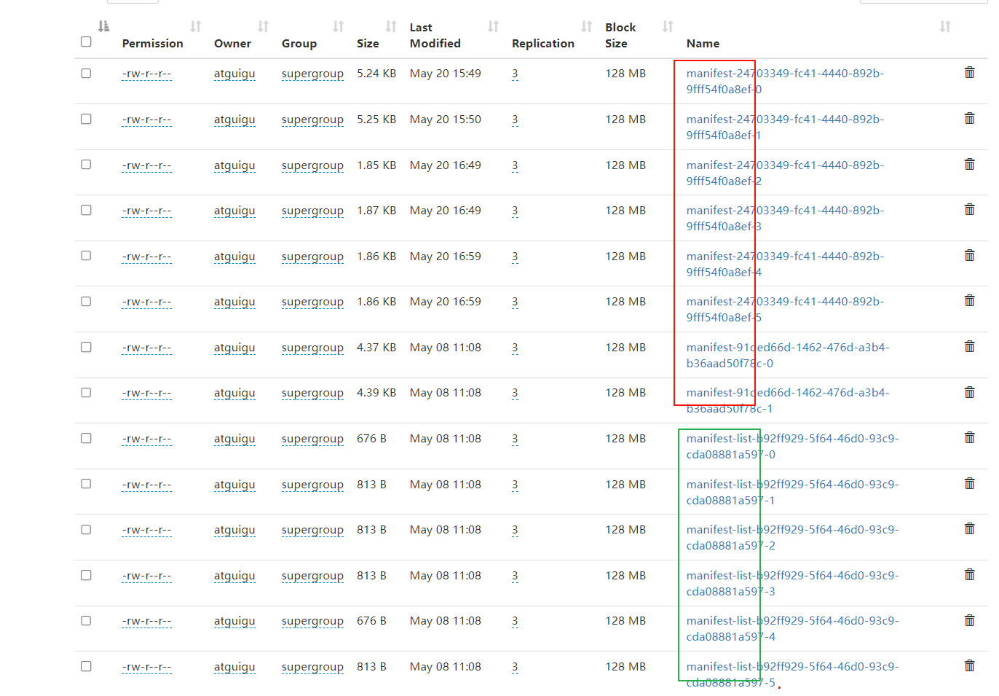 Permission Owner Group Size Last Modified Replication Block Size Name
-rw-r--r-- atguigu supergroup 5.24 KB May 20 15:49 3 128 MB manifest-24703349-fc41-4440-892b-
9fff54f0a8ef-0
-rw-r--r-- atguigu supergroup 5.25 KB May 20 15:50 3 128 MB manifest-24703349-fc41-4440-892b-
9fff54f0a8ef-1
-rw-r--r-- atguigu supergroup 1.85 KB May 20 16:49 3 128 MB manifest-24703349-fc41-4440-892b-
9fff54f0a8ef-2
-rw-r--r-- atguigu supergroup 1.87 KB May 20 16:49 3 128 MB manifest-24703349-fc41-4440-892b-
9fff54f0a8ef-3
-rw-r--r-- atguigu supergroup 1.86 KB May 20 16:59 3 128 MB manifest-24703349-fc41-4440-892b-
9fff54f0a8ef-4
-rw-r--r-- atguigu supergroup 1.86 KB May 20 16:59 3 128 MB manifest-24703349-fc41-4440-892b-
9fff54f0a8ef-5
-rw-r--r-- atguigu supergroup 4.37 KB May 08 11:08 3 128 MB manifest-91ded66d-1462-476d-a3b4-
b36aad50f78c-0
-rw-r--r-- atguigu supergroup 4.39 KB May 08 11:08 3 128 MB manifest-91ded66d-1462-476d-a3b4-
b36aad50f78c-1
-rw-r--r-- atguigu supergroup 676 B May 08 11:08 3 128 MB manifest-list-b92ff929-5f64-46d0-93c9-
cda08881a597-0
-rw-r--r-- atguigu supergroup 813 B May 08 11:08 3 128 MB manifest-list-b92ff929-5f64-46d0-93c9-
cda08881a597-1
-rw-r--r-- atguigu supergroup 813 B May 08 11:08 3 128 MB manifest-list-b92ff929-5f64-46d0-93c9-
cda08881a597-2
-rw-r--r-- atguigu supergroup 813 B May 08 11:08 3 128 MB manifest-list-b92ff929-5f64-46d0-93c9-
cda08881a597-3
-rw-r--r-- atguigu supergroup 676 B May 08 11:08 3 128 MB manifest-list-b92ff929-5f64-46d0-93c9-
cda08881a597-4
-rw-r--r-- atguigu supergroup 813 B May 08 11:08 3 128 MB manifest-list-b92ff929-5f64-46d0-93c9-
cda08881a597-5